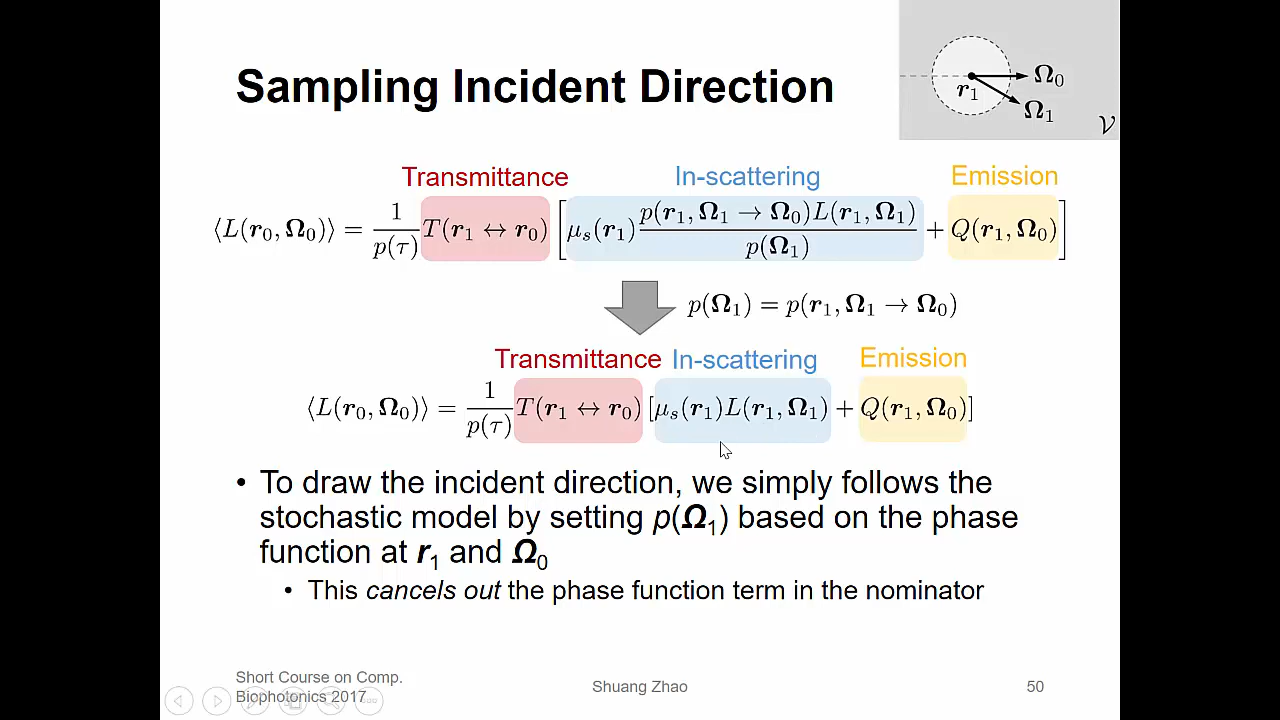 Sampling Incident Direction
Ω₀
r₁
Ω₁
𝒱
Transmittance In-scattering Emission
⟨L(r₀, Ω₀)⟩ = 1/p(τ) T(r₁ ↔ r₀) [ μₛ(r₁) p(r₁, Ω₁ → Ω₀)L(r₁, Ω₁)/p(Ω₁) + Q(r₁, Ω₀) ]
p(Ω₁) = p(r₁, Ω₁ → Ω₀)
Transmittance In-scattering Emission
⟨L(r₀, Ω₀)⟩ = 1/p(τ) T(r₁ ↔ r₀) [μₛ(r₁)L(r₁, Ω₁) + Q(r₁, Ω₀)]
• To draw the incident direction, we simply follows the
stochastic model by setting p(Ω₁) based on the phase
function at r₁ and Ω₀
• This cancels out the phase function term in the nominator
Short Course on Comp.
Biophotonics 2017
Shuang Zhao
50